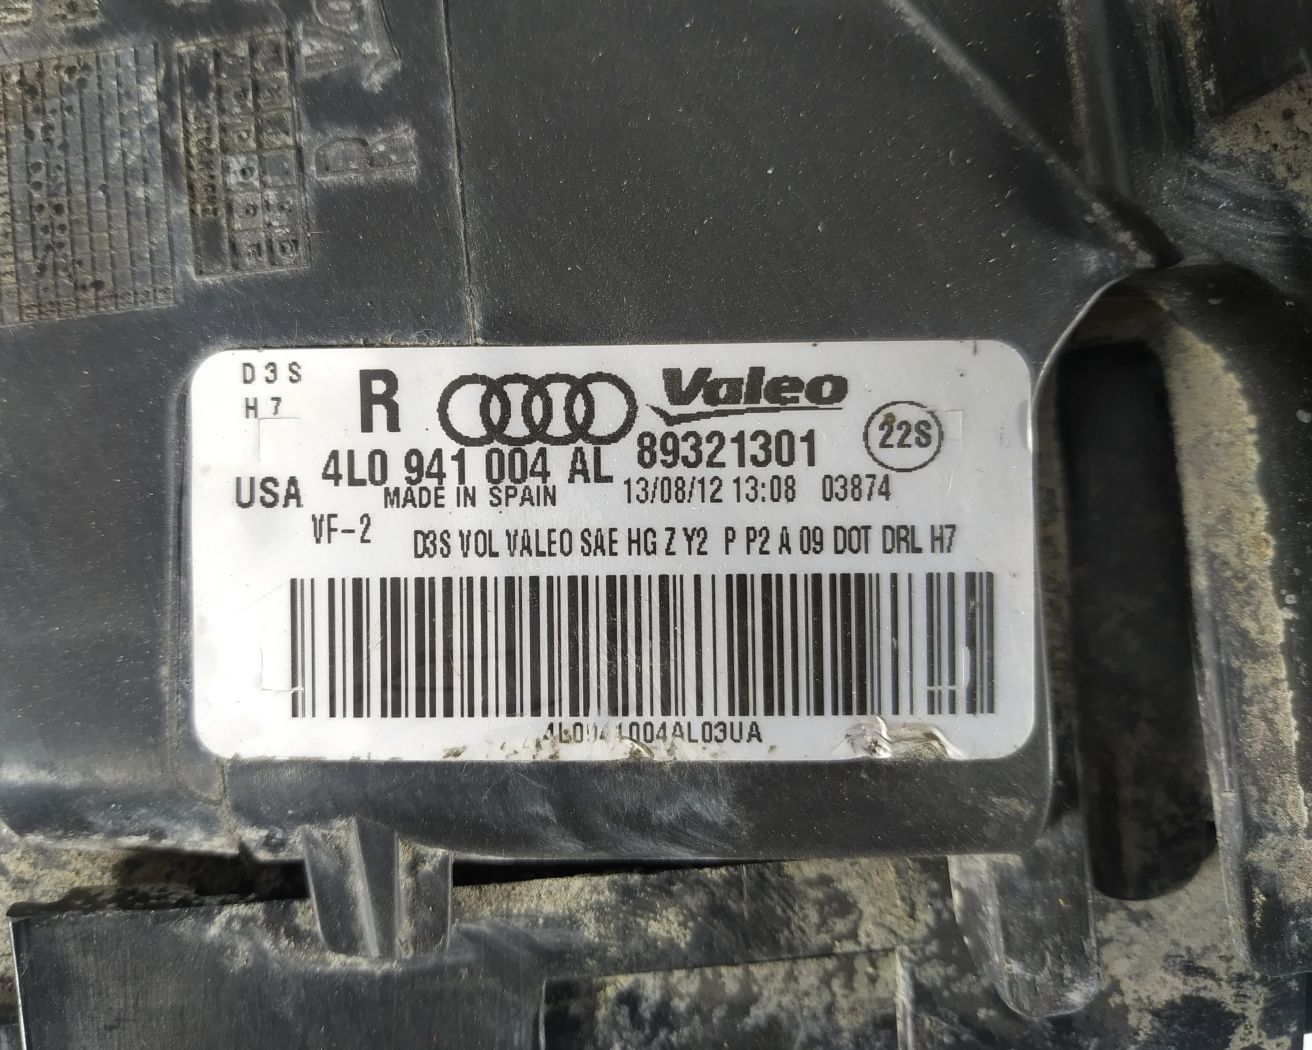 R
D3S
H7
R Valeo
22S
4L0 941 004 AL 89321301
USA MADE IN SPAIN 13/08/12 13:08 03874
VF-2
D3S VOL VALEO SAE HG Z Y2 P P2 A 09 DOT DRL H7
4L0941004AL03UA